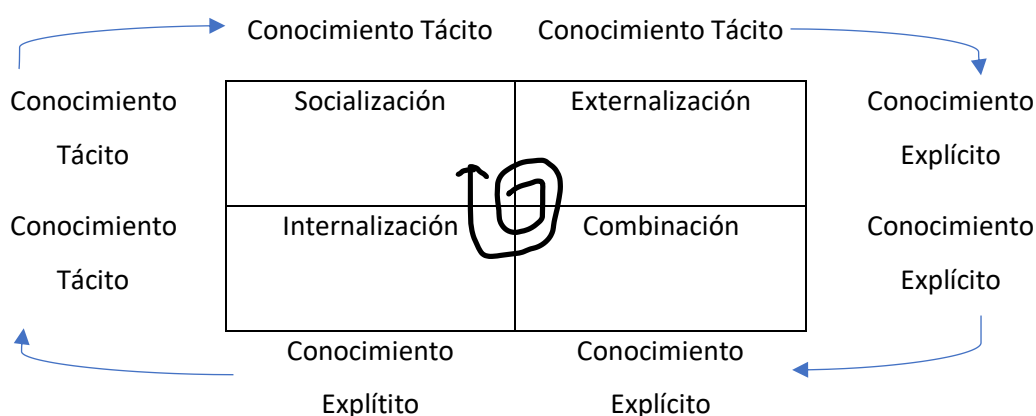 Conocimiento Tácito Conocimiento Tácito
Conocimiento Socialización Externalización Conocimiento
Tácito Explícito
Conocimiento Internalización Combinación Conocimiento
Tácito Explícito
Conocimiento Conocimiento
Explítito Explícito